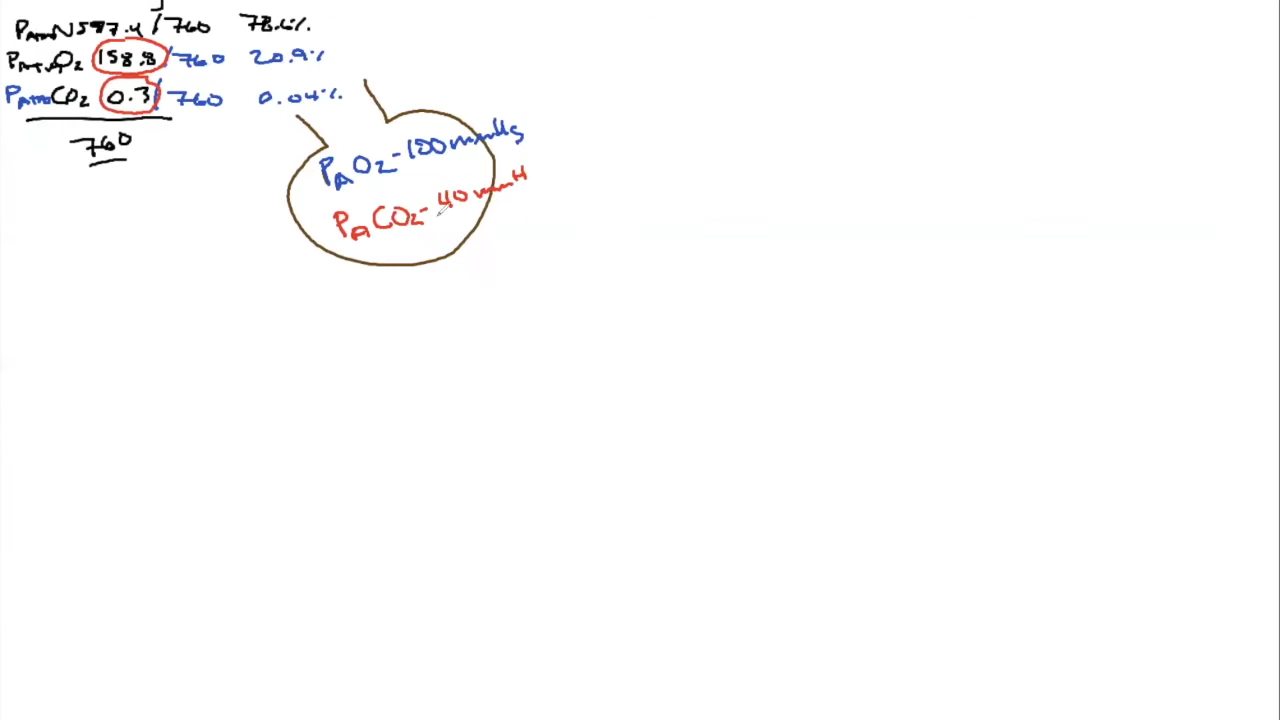 PAtmN 597.4 / 760 78.6%
PAtmO2 158.8 / 760 20.9%
PAtmCO2 0.3 / 760 0.04%
760
PAO2 - 100 mmHg
PACO2 - 40 mmH